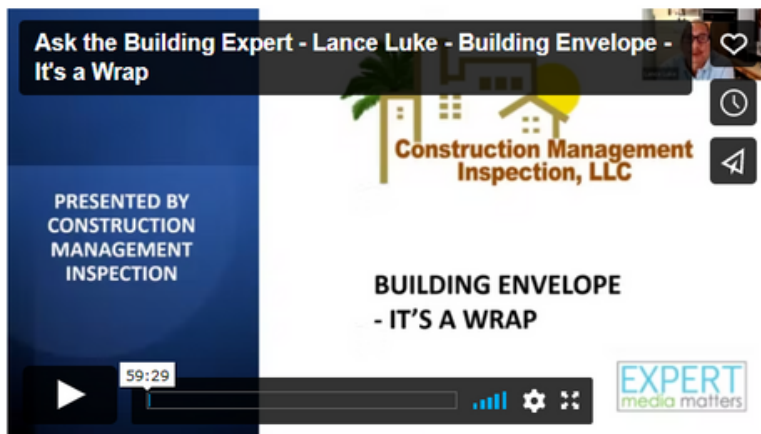 Ask the Building Expert - Lance Luke - Building Envelope -
It's a Wrap
Construction Management
Inspection, LLC
PRESENTED BY
CONSTRUCTION
MANAGEMENT
INSPECTION
BUILDING ENVELOPE
- IT'S A WRAP
59:29
EXPERT
media matters